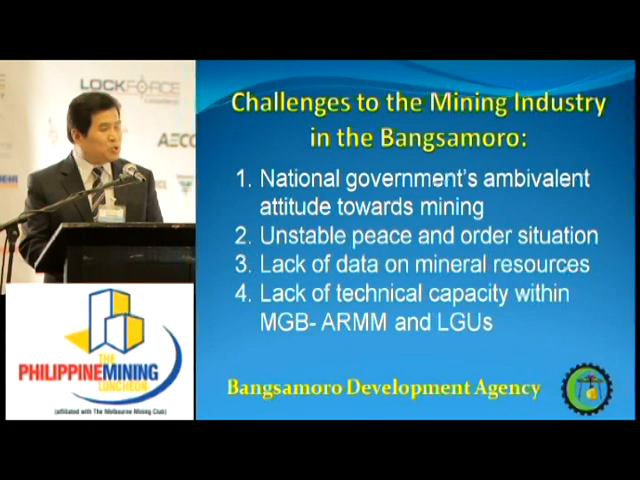 LOCKFORCE
AECO
Challenges to the Mining Industry
in the Bangsamoro:
1. National government's ambivalent
attitude towards mining
2. Unstable peace and order situation
3. Lack of data on mineral resources
4. Lack of technical capacity within
MGB- ARMM and LGUs
Bangsamoro Development Agency
THE
PHILIPPINEMINING
LUNCHEON
(affiliated with The Melbourne Mining Club)